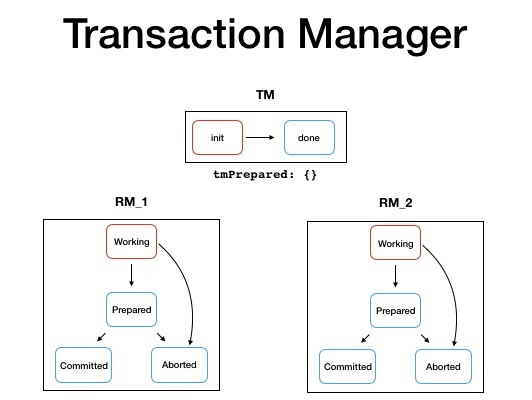 Transaction Manager
TM
init
done
tmPrepared: {}
RM_1
Working
Prepared
Committed
Aborted
RM_2
Working
Prepared
Committed
Aborted